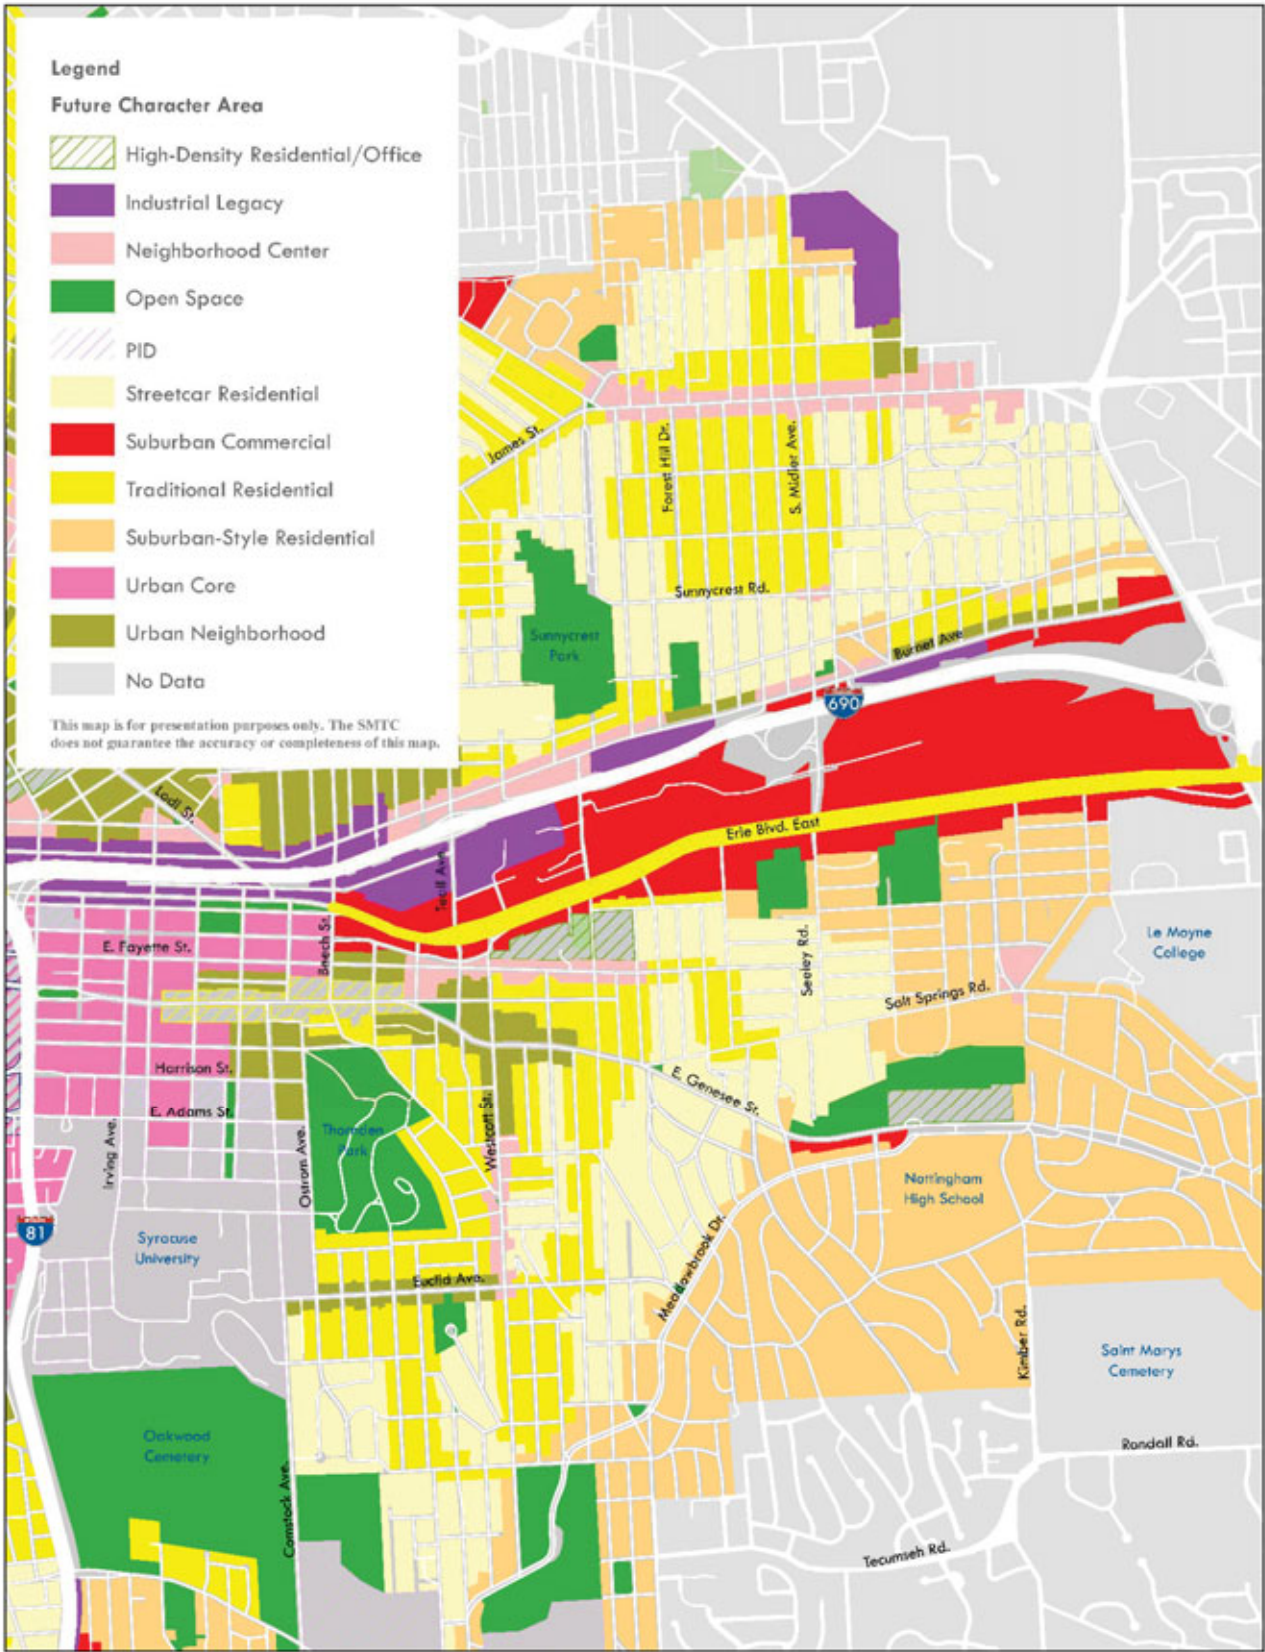 Legend
Future Character Area
High-Density Residential/Office
Industrial Legacy
Neighborhood Center
Open Space
PID
Streetcar Residential
Suburban Commercial
Traditional Residential
Suburban-Style Residential
Urban Core
Urban Neighborhood
No Data
This map is for presentation purposes only. The SMTC
does not guarantee the accuracy or completeness of this map.
James St.
Forest Hill Dr.
S. Midler Ave.
Sunnycrest Rd.
Sunnycrest
Park
Burnet Ave
690
Lodi St.
Erie Blvd. East
Teall Ave.
Beech St.
E. Fayette St.
Seeley Rd.
Le Moyne
College
Salt Springs Rd.
Harrison St.
E. Genesee St.
E. Adams St.
Irving Ave.
Ostrom Ave.
Thornden
Park
Westcott St.
Nottingham
High School
81
Syracuse
University
Meadowbrook Dr.
Euclid Ave.
Kimber Rd.
Saint Marys
Cemetery
Oakwood
Cemetery
Randall Rd.
Comstock Ave.
Tecumseh Rd.